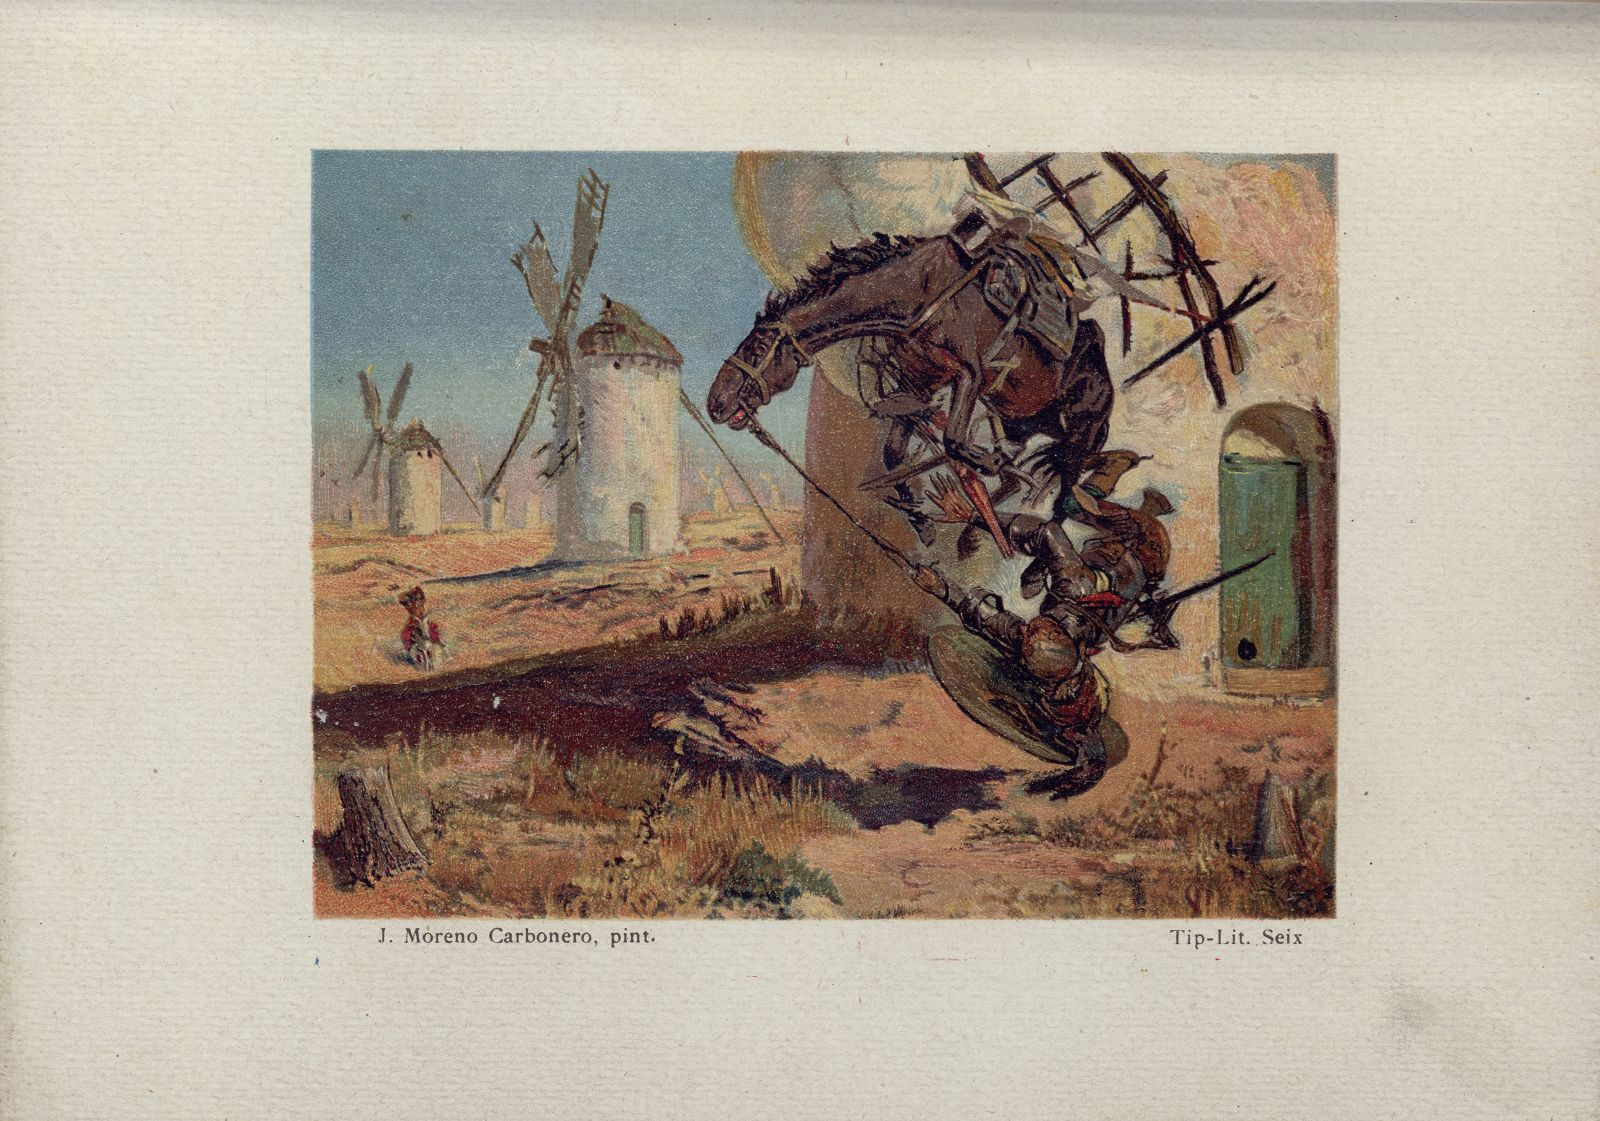 J. Moreno Carbonero, pint.
Tip-Lit. Seix